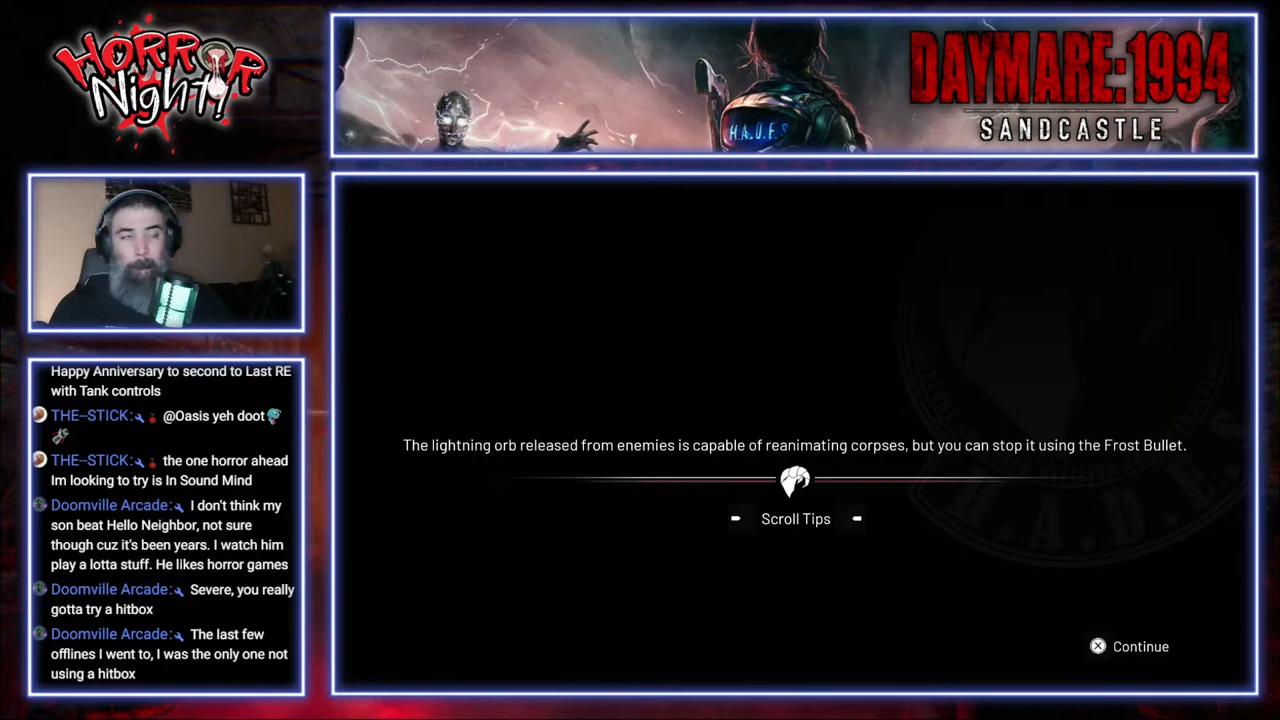 HORROR
Night!
DAYMARE:1994
SANDCASTLE
H.A.D.E.S
Happy Anniversary to second to Last RE
with Tank controls
THE-STICK: @Oasis yeh doot
THE-STICK: the one horror ahead
Im looking to try is In Sound Mind
Doomville Arcade: I don't think my
son beat Hello Neighbor, not sure
though cuz it's been years. I watch him
play a lotta stuff. He likes horror games
Doomville Arcade: Severe, you really
gotta try a hitbox
Doomville Arcade: The last few
offlines I went to, I was the only one not
using a hitbox
The lightning orb released from enemies is capable of reanimating corpses, but you can stop it using the Frost Bullet.
Scroll Tips
Continue